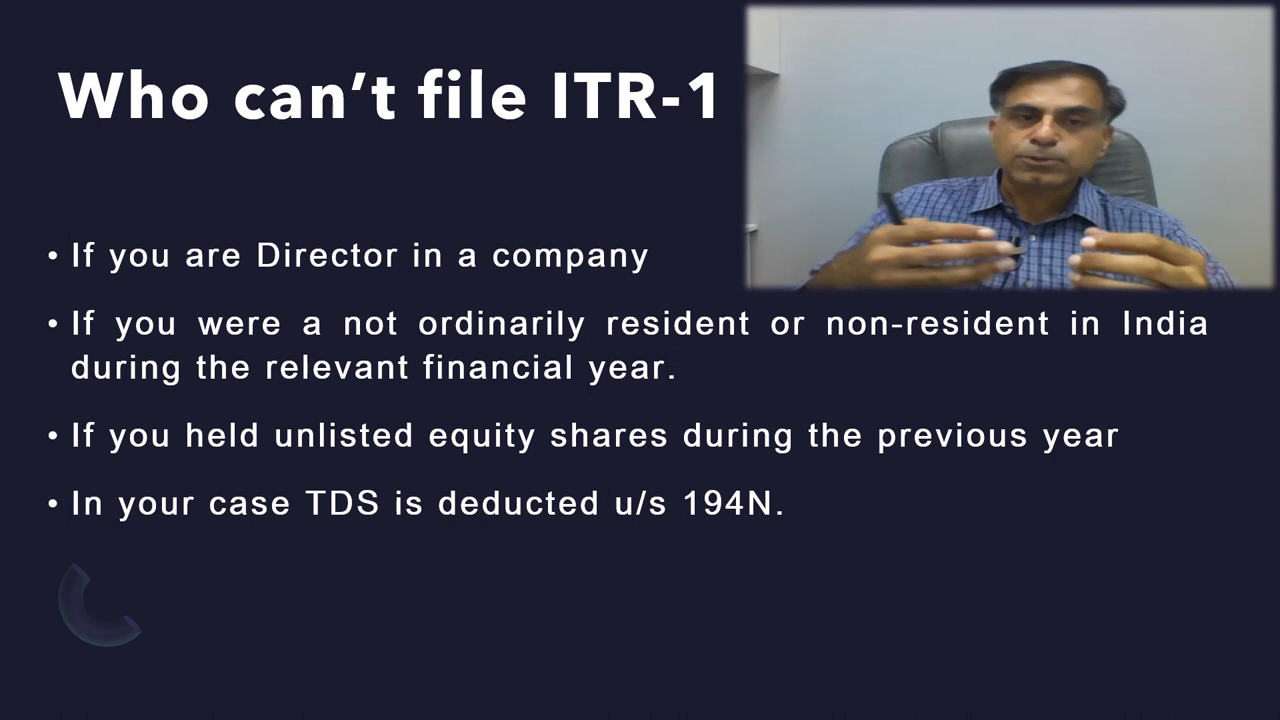 Who can’t file ITR-1
• If you are Director in a company
• If you were a not ordinarily resident or non-resident in India
during the relevant financial year.
• If you held unlisted equity shares during the previous year
• In your case TDS is deducted u/s 194N.